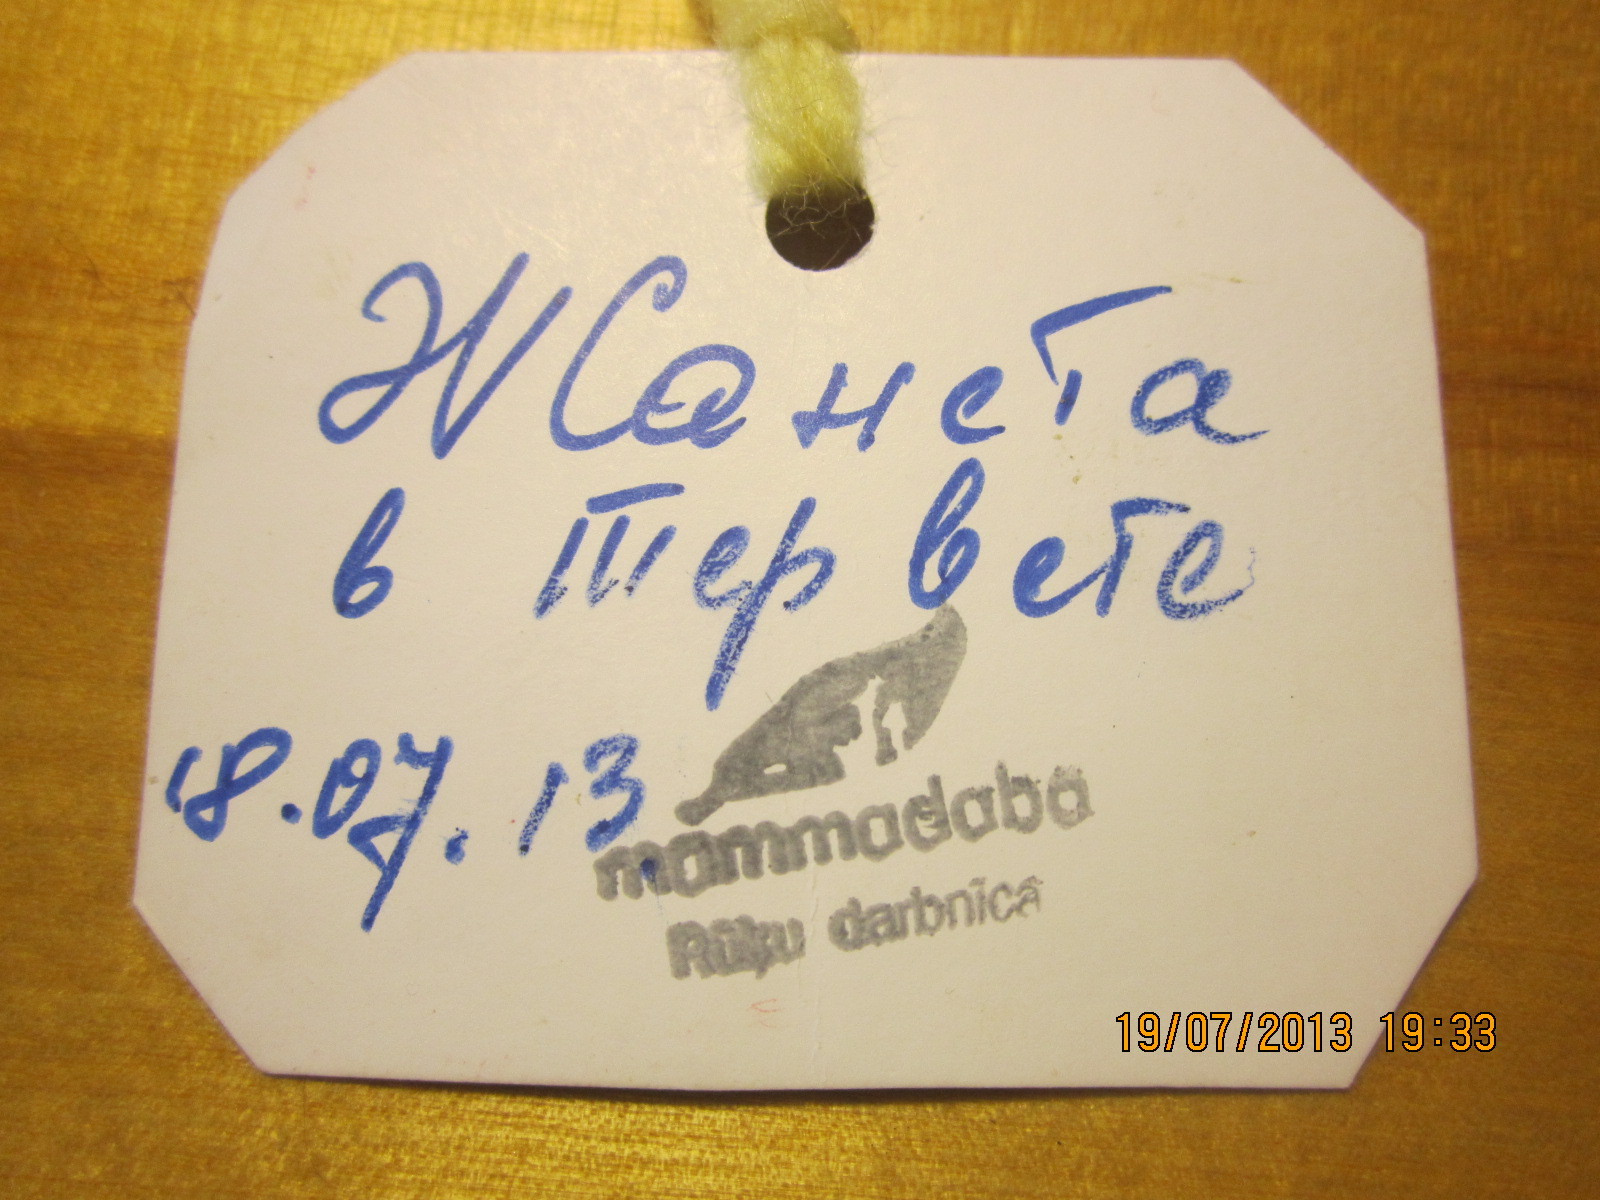 Жанета
в Тервете
18.07.13.
mammadaba
Rūķu darbnīca
19/07/2013 19:33